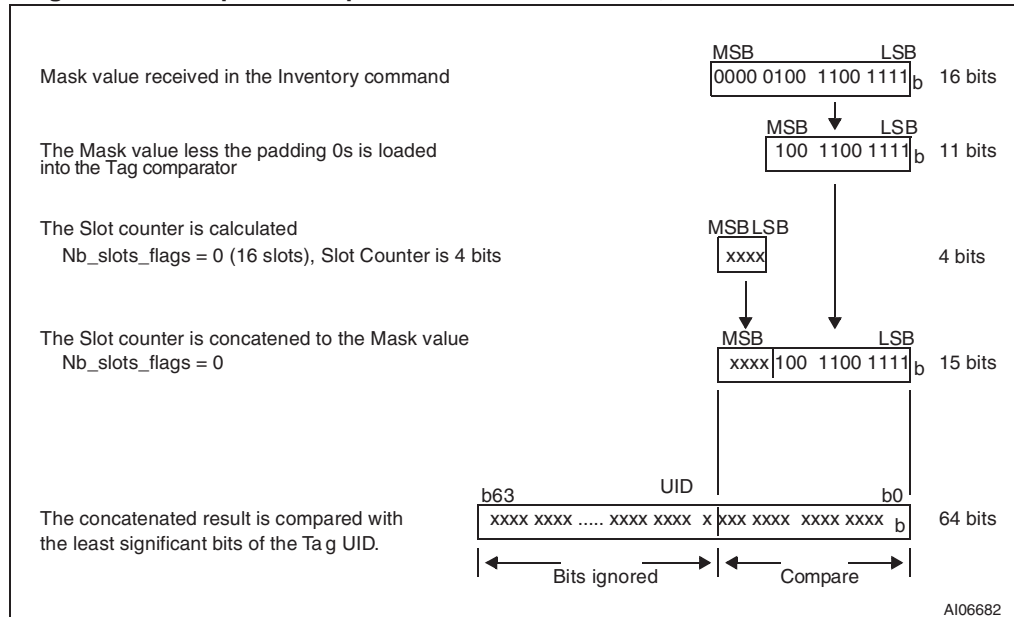 MSB LSB
Mask value received in the Inventory command 0000 0100 1100 1111 b 16 bits
MSB LSB
The Mask value less the padding 0s is loaded
into the Tag comparator
100 1100 1111 b 11 bits
The Slot counter is calculated
MSB LSB
Nb_slots_flags = 0 (16 slots), Slot Counter is 4 bits xxxx 4 bits
The Slot counter is concatened to the Mask value
MSB LSB
Nb_slots_flags = 0 xxxx 100 1100 1111 b 15 bits
UID
b63 b0
The concatenated result is compared with
the least significant bits of the Tag UID.
xxxx xxxx ..... xxxx xxxx x xxx xxxx xxxx xxxx b 64 bits
Bits ignored Compare
AI06682